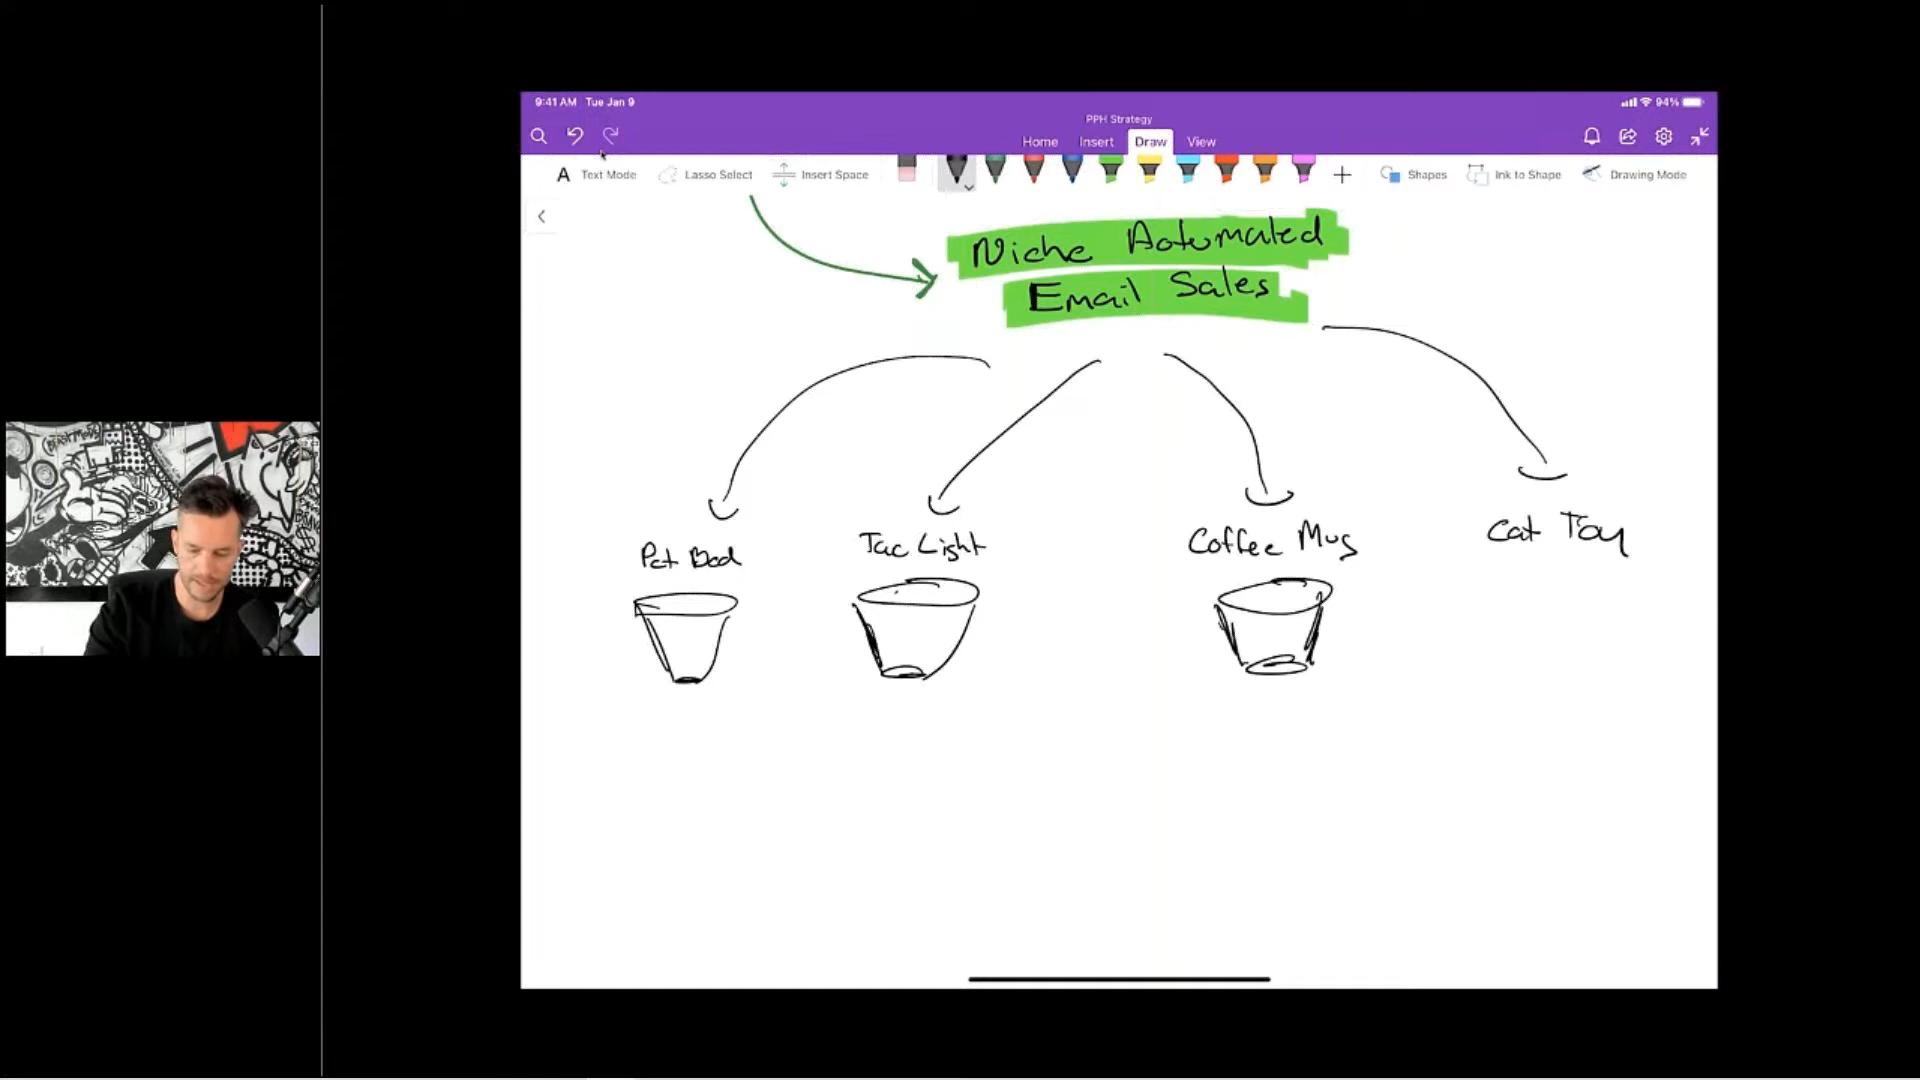 9:41 AM Tue Jan 9
94%
PPH Strategy
Home Insert Draw View
A Text Mode Lasso Select Insert Space Shapes Ink to Shape Drawing Mode
Niche Automated
Email Sales
Pet Bed Tac Light Coffee Mug Cat Toy